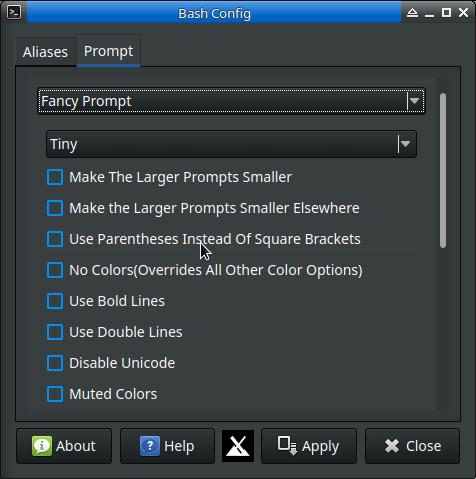 Bash Config
Aliases Prompt
Fancy Prompt
Tiny
Make The Larger Prompts Smaller
Make the Larger Prompts Smaller Elsewhere
Use Parentheses Instead Of Square Brackets
No Colors(Overrides All Other Color Options)
Use Bold Lines
Use Double Lines
Disable Unicode
Muted Colors
About Help Apply Close